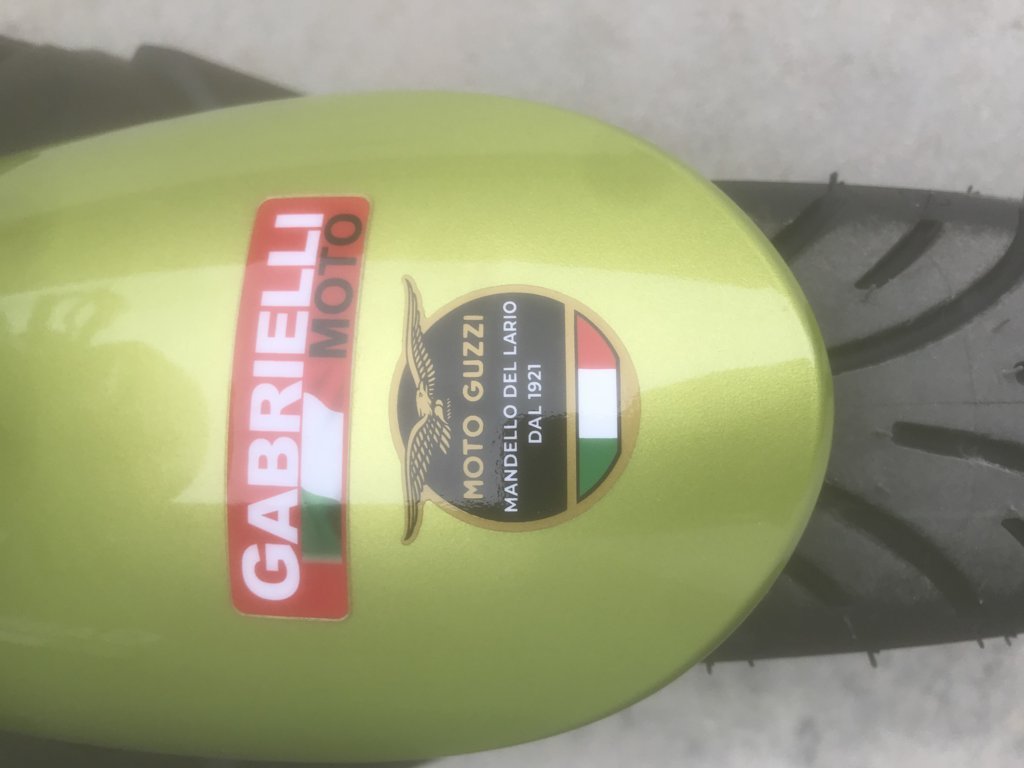 GABRIELLI
MOTO
MOTO GUZZI
MANDELLO DEL LARIO
DAL 1921